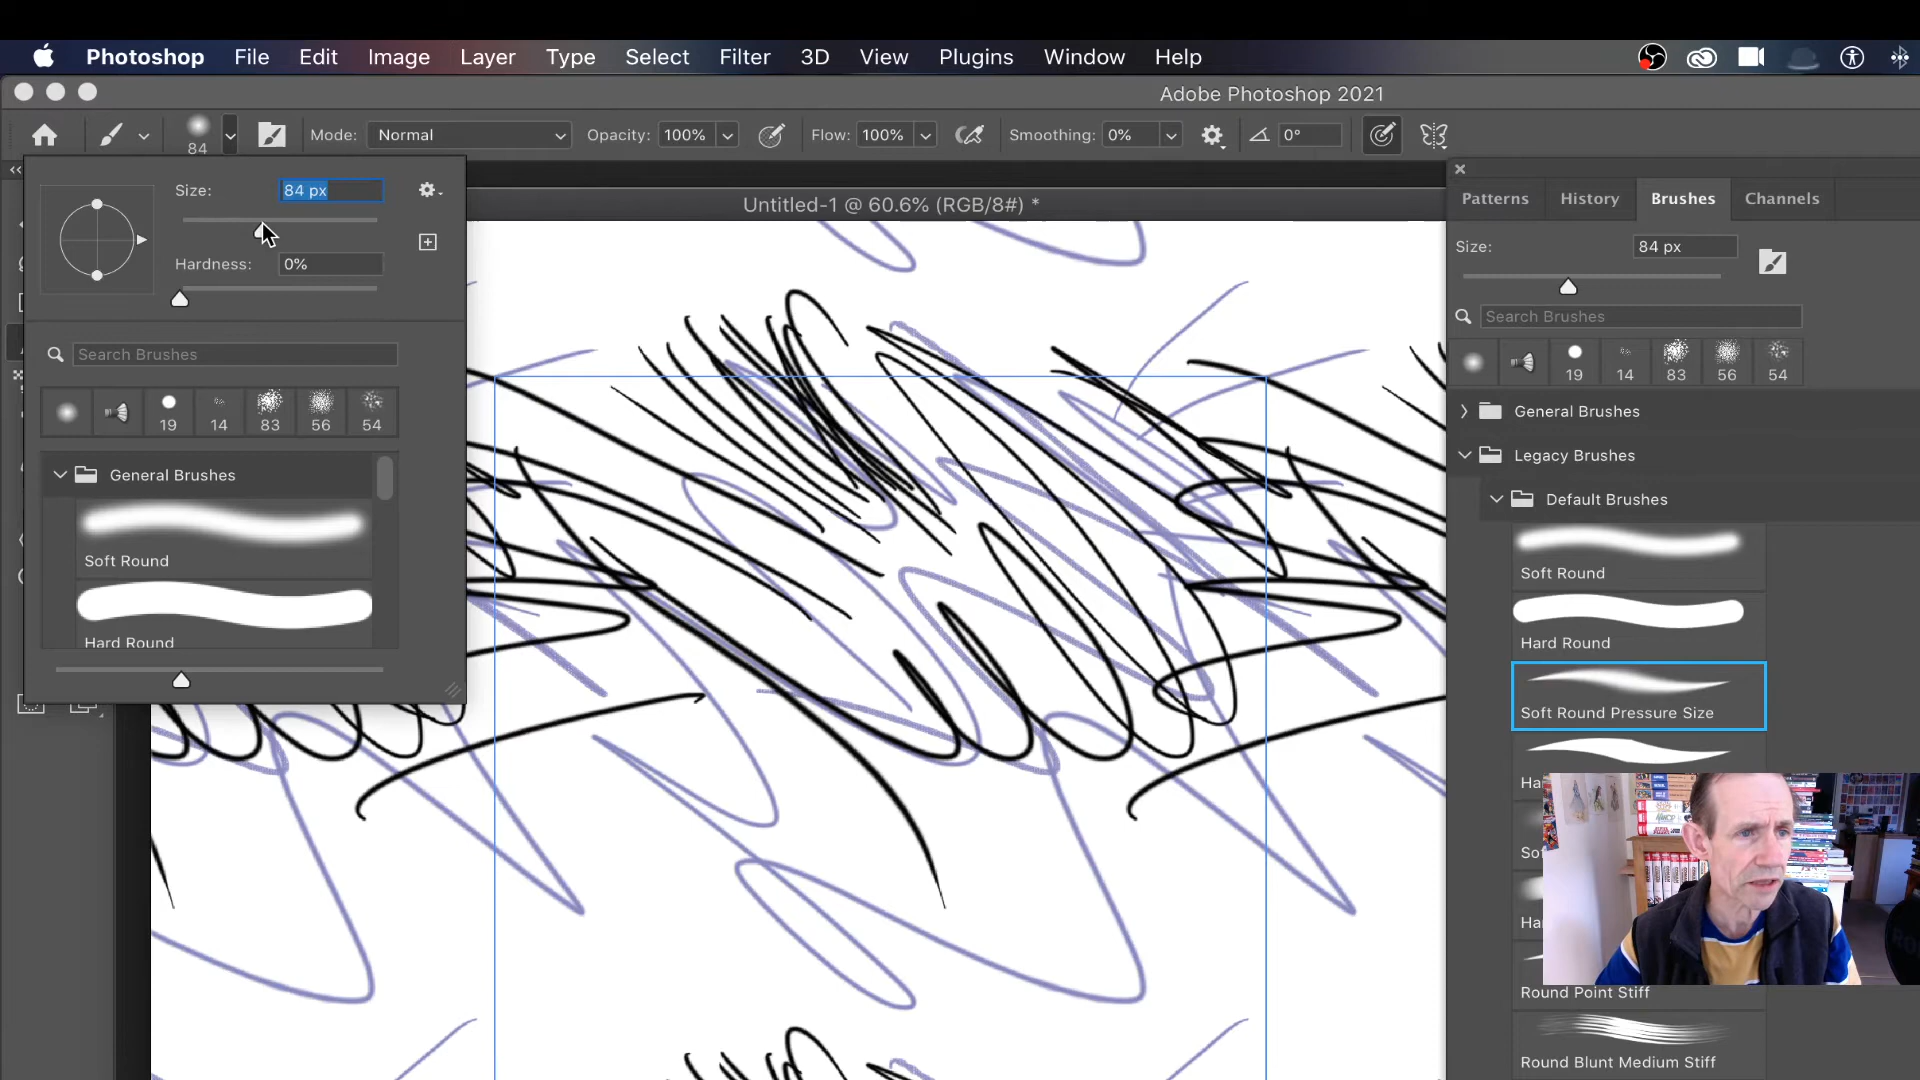 Photoshop File Edit Image Layer Type Select Filter 3D View Plugins Window Help
Adobe Photoshop 2021
84 Mode: Normal Opacity: 100% Flow: 100% Smoothing: 0% 0°
Size: 84 px
Hardness: 0%
Search Brushes
19 14 83 56 54
General Brushes
Soft Round
Hard Round
Untitled-1 @ 60.6% (RGB/8#) *
Patterns History Brushes Channels
Size: 84 px
Search Brushes
19 14 83 56 54
General Brushes
Legacy Brushes
Default Brushes
Soft Round
Hard Round
Soft Round Pressure Size
Ha
So
Har
Round Point Stiff
Round Blunt Medium Stiff